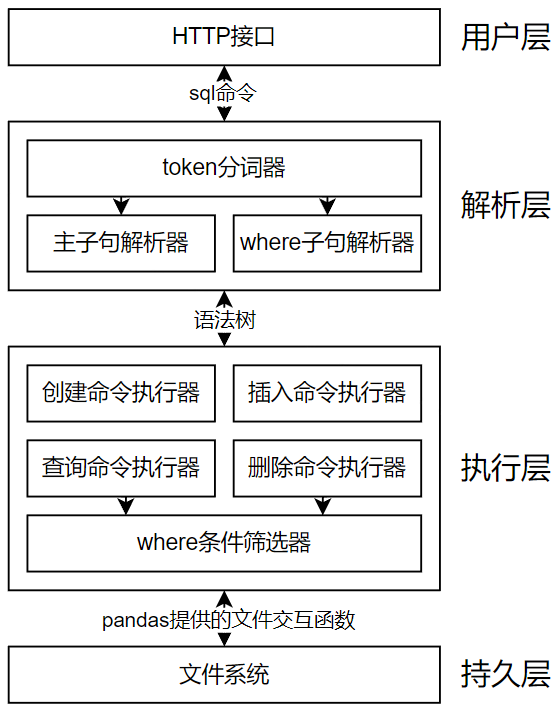 HTTP接口
用户层
sql命令
token分词器
解析层
主子句解析器
where子句解析器
语法树
创建命令执行器
插入命令执行器
查询命令执行器
删除命令执行器
执行层
where条件筛选器
pandas提供的文件交互函数
文件系统
持久层